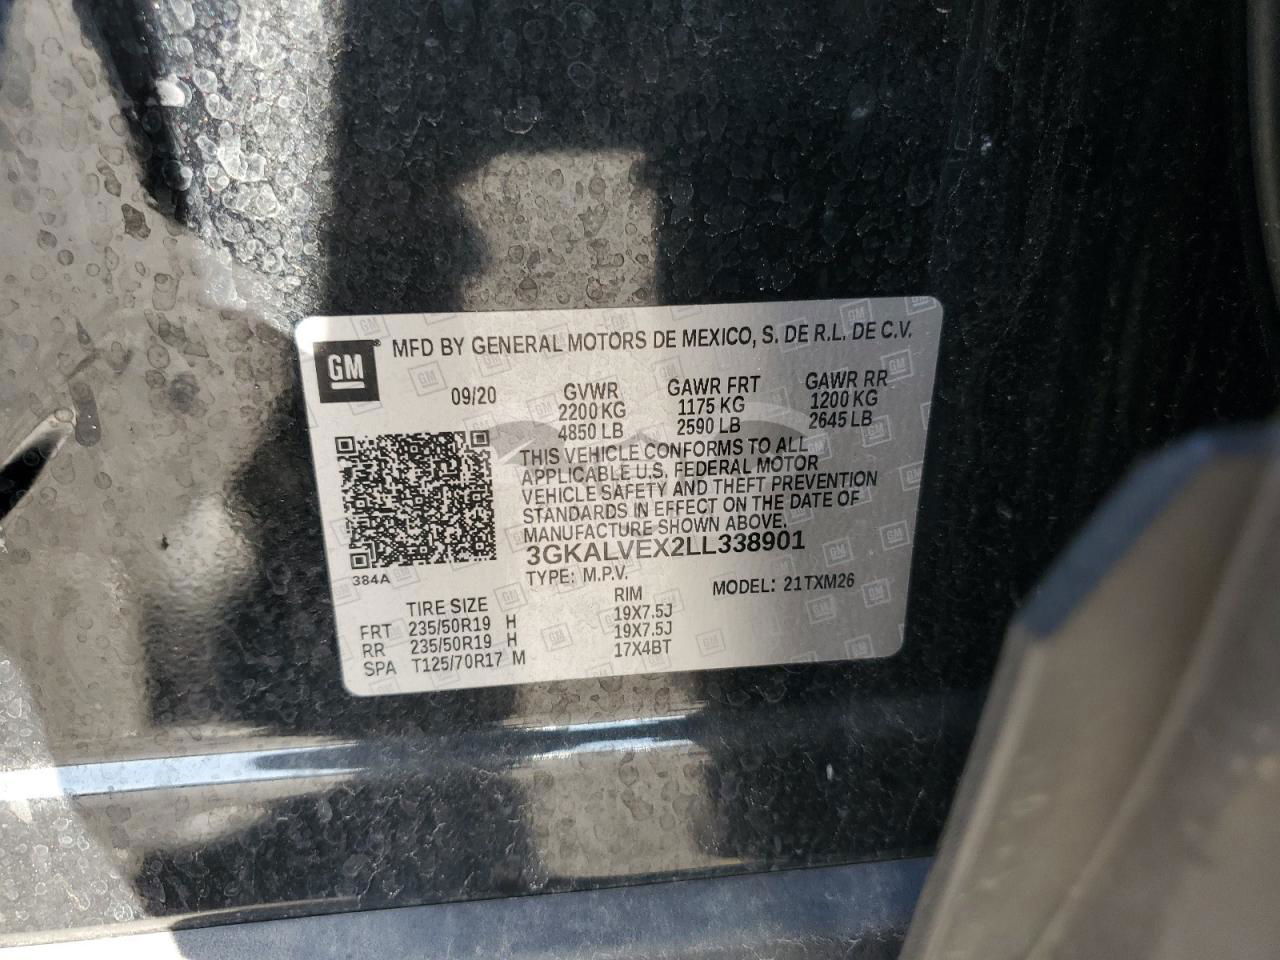 GM
MFD BY GENERAL MOTORS DE MEXICO, S. DE R.L. DE C.V.
09/20 GVWR GAWR FRT GAWR RR
2200 KG 1175 KG 1200 KG
4850 LB 2590 LB 2645 LB
THIS VEHICLE CONFORMS TO ALL
APPLICABLE U.S. FEDERAL MOTOR
VEHICLE SAFETY AND THEFT PREVENTION
STANDARDS IN EFFECT ON THE DATE OF
MANUFACTURE SHOWN ABOVE.
3GKALVEX2LL338901
384A
TYPE: M.P.V. MODEL: 21TXM26
TIRE SIZE RIM
FRT 235/50R19 H 19X7.5J
RR 235/50R19 H 19X7.5J
SPA T125/70R17 M 17X4BT